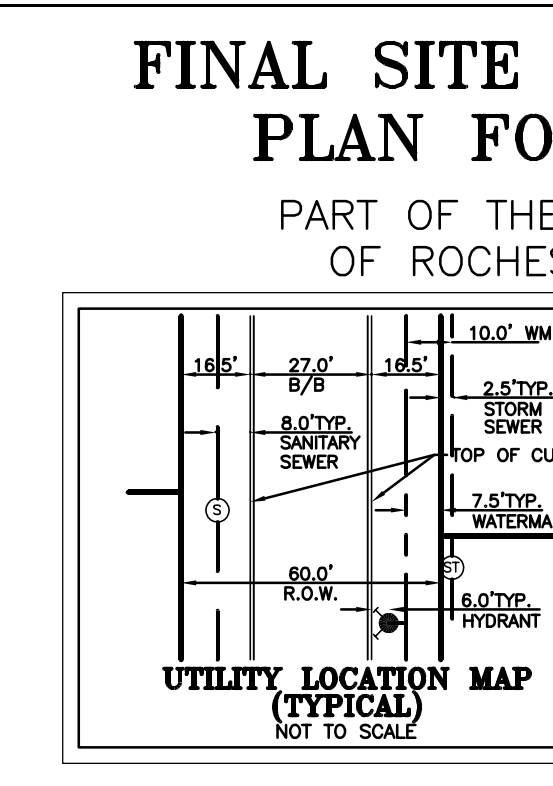 FINAL SITE
PLAN FO
PART OF THE
OF ROCHES
10.0' WM
16.5' 27.0' 16.5'
B/B
2.5'TYP.
STORM
SEWER
8.0'TYP.
SANITARY
SEWER
TOP OF CU
7.5'TYP.
WATERMA
S
ST
60.0'
R.O.W.
6.0'TYP.
HYDRANT
UTILITY LOCATION MAP
(TYPICAL)
NOT TO SCALE